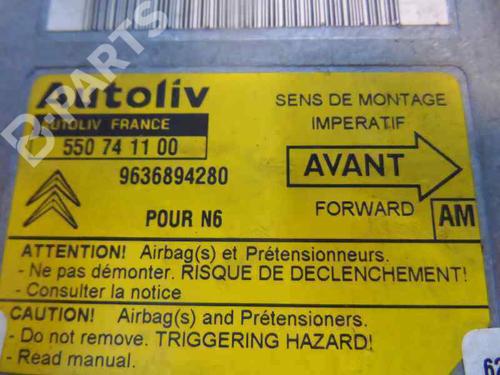 B-PARTS
Autoliv
AUTOLIV FRANCE
550 74 11 00
9636894280
POUR N6
SENS DE MONTAGE
IMPERATIF
AVANT
FORWARD
AM
ATTENTION! Airbag(s) et Prétensionneurs.
- Ne pas démonter. RISQUE DE DECLENCHEMENT!
- Consulter la notice
CAUTION! Airbag(s) and Prétensioners.
- Do not remove. TRIGGERING HAZARD!
- Read manual.